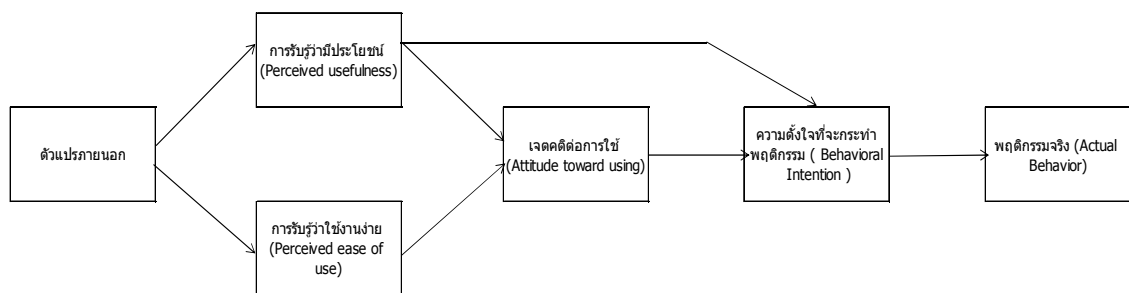 การรับรู้ว่ามีประโยชน์
(Perceived usefulness)
ตัวแปรภายนอก
เจตคติต่อการใช้
(Attitude toward using)
ความตั้งใจที่จะกระทำ
พฤติกรรม ( Behavioral
Intention )
พฤติกรรมจริง (Actual
Behavior)
การรับรู้ว่าใช้งานง่าย
(Perceived ease of
use)